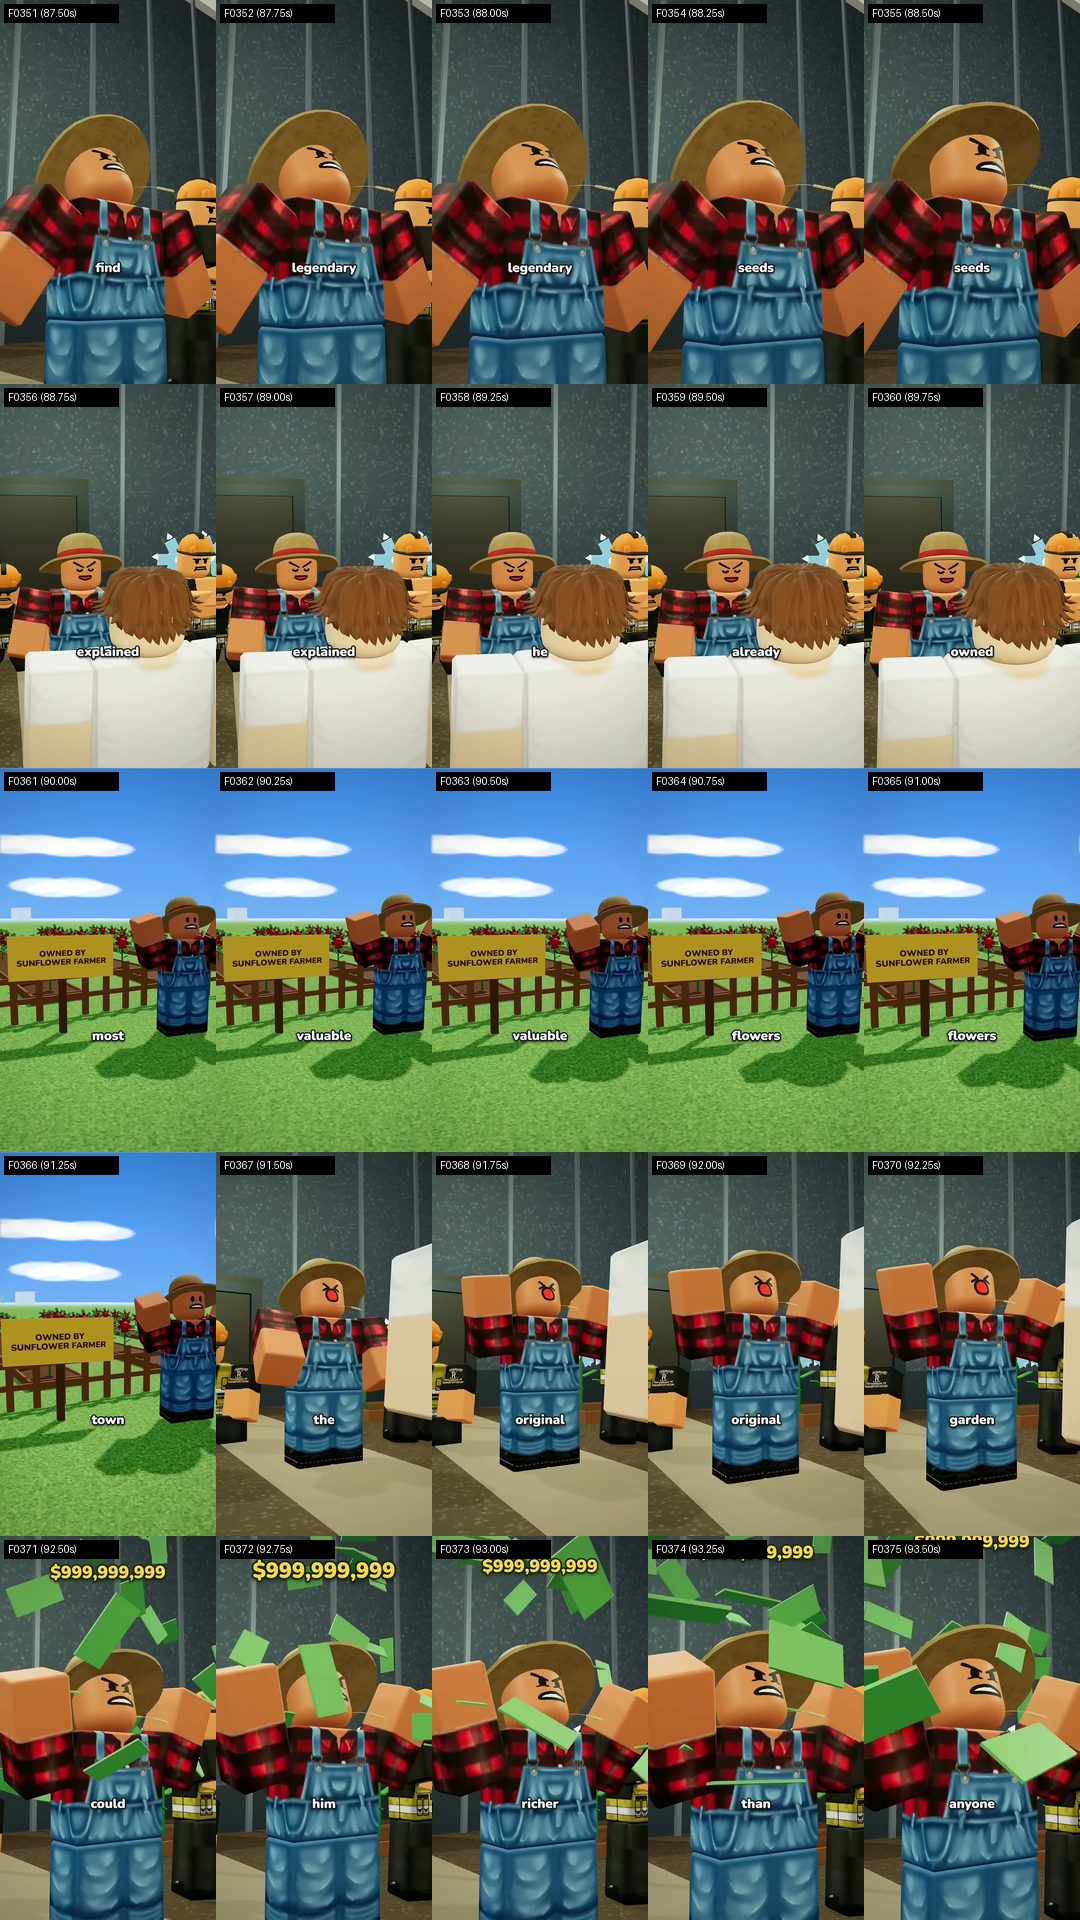 F0351 (87.50s)
F0352 (87.75s)
F0353 (88.00s)
F0354 (88.25s)
F0355 (88.50s)
find
legendary
legendary
seeds
seeds
F0356 (88.75s)
F0357 (89.00s)
F0358 (89.25s)
F0359 (89.50s)
F0360 (89.75s)
explained
explained
he
already
owned
F0361 (90.00s)
F0362 (90.25s)
F0363 (90.50s)
F0364 (90.75s)
F0365 (91.00s)
OWNED BY
SUNFLOWER FARMER
OWNED BY
SUNFLOWER FARMER
OWNED BY
SUNFLOWER FARMER
OWNED BY
SUNFLOWER FARMER
OWNED BY
SUNFLOWER FARMER
most
valuable
valuable
flowers
flowers
F0366 (91.25s)
F0367 (91.50s)
F0368 (91.75s)
F0369 (92.00s)
F0370 (92.25s)
OWNED BY
SUNFLOWER FARMER
town
the
original
original
garden
F0371 (92.50s)
F0372 (92.75s)
F0373 (93.00s)
F0374 (93.25s)
F0375 (93.50s)
$999,999,999
$999,999,999
$999,999,999
9,999
999,999
could
him
richer
than
anyone